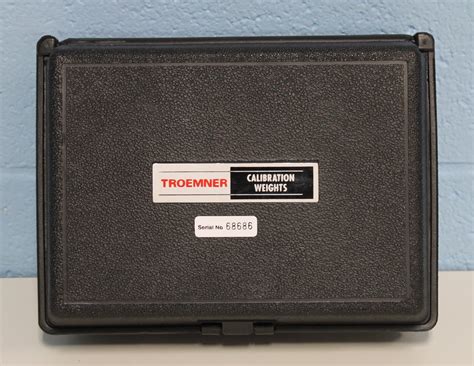 TROEMNER CALIBRATION
WEIGHTS
Serial No 68686